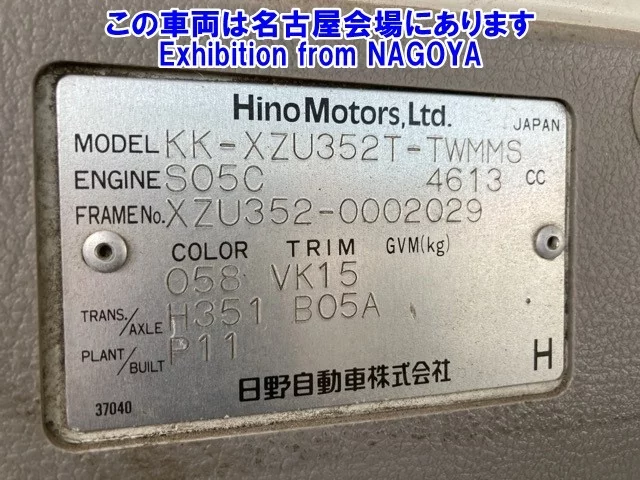 この車両は名古屋会場にあります
Exhibition from NAGOYA
Hino Motors, Ltd. JAPAN
MODEL KK-XZU352T-TWMMS
ENGINE S05C 4613 CC
FRAME No. XZU352-0002029
COLOR TRIM GVM(kg)
058 VK15
TRANS./AXLE H351 B05A
PLANT/BUILT P11
H
日野自動車株式会社
37040